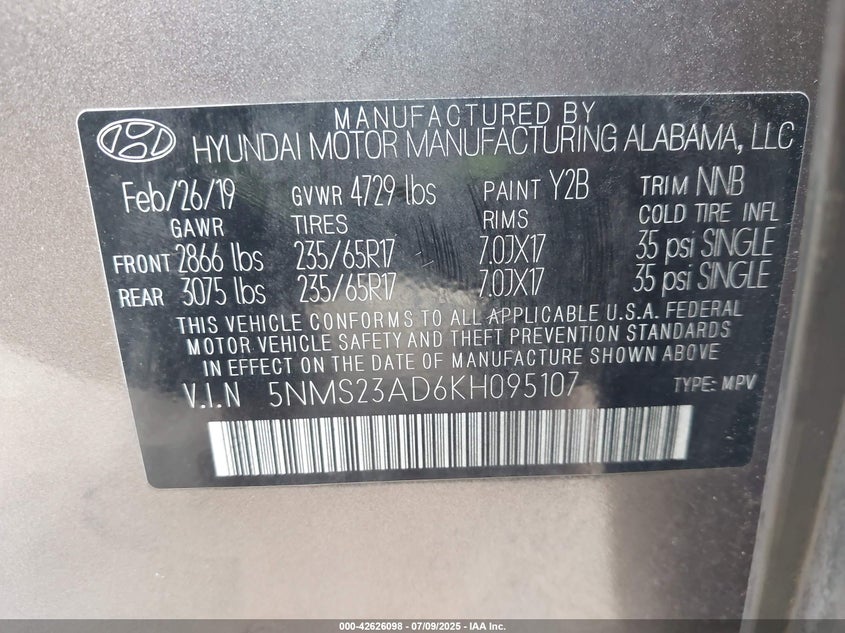 MANUFACTURED BY
HYUNDAI MOTOR MANUFACTURING ALABAMA, LLC
Feb/26/19 GVWR 4729 lbs PAINT Y2B TRIM NNB
GAWR TIRES RIMS COLD TIRE INFL
FRONT 2866 lbs 235/65R17 7.0JX17 35 psi SINGLE
REAR 3075 lbs 235/65R17 7.0JX17 35 psi SINGLE
THIS VEHICLE CONFORMS TO ALL APPLICABLE U.S.A. FEDERAL
MOTOR VEHICLE SAFETY AND THEFT PREVENTION STANDARDS
IN EFFECT ON THE DATE OF MANUFACTURE SHOWN ABOVE
V.I.N 5NMS23AD6KH095107 TYPE: MPV
000-42626098 - 07/09/2025 - IAA Inc.